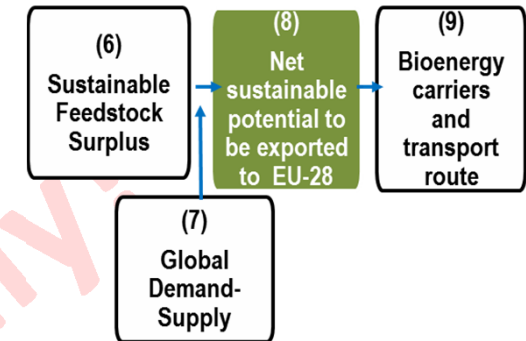 (6)
Sustainable
Feedstock
Surplus
(8)
Net
sustainable
potential to
be exported
to EU-28
(9)
Bioenergy
carriers
and
transport
route
(7)
Global
Demand-
Supply